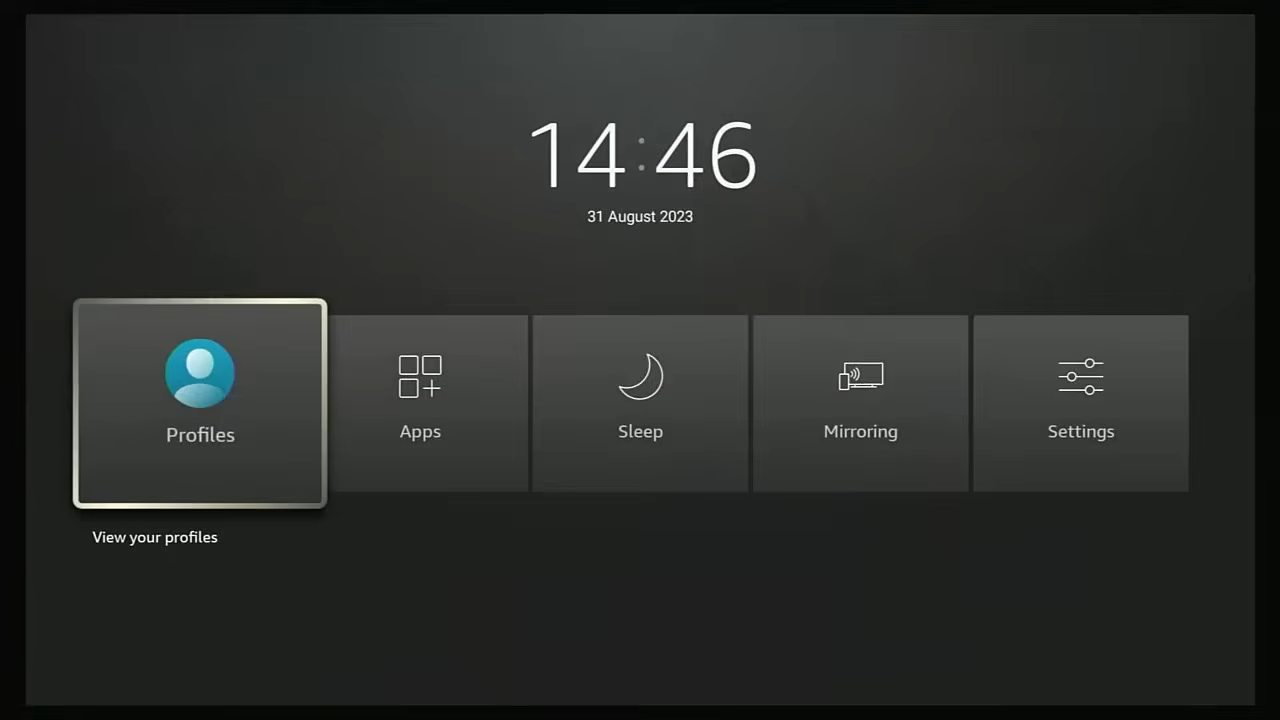 14:46
31 August 2023
Profiles
Apps
Sleep
Mirroring
Settings
View your profiles